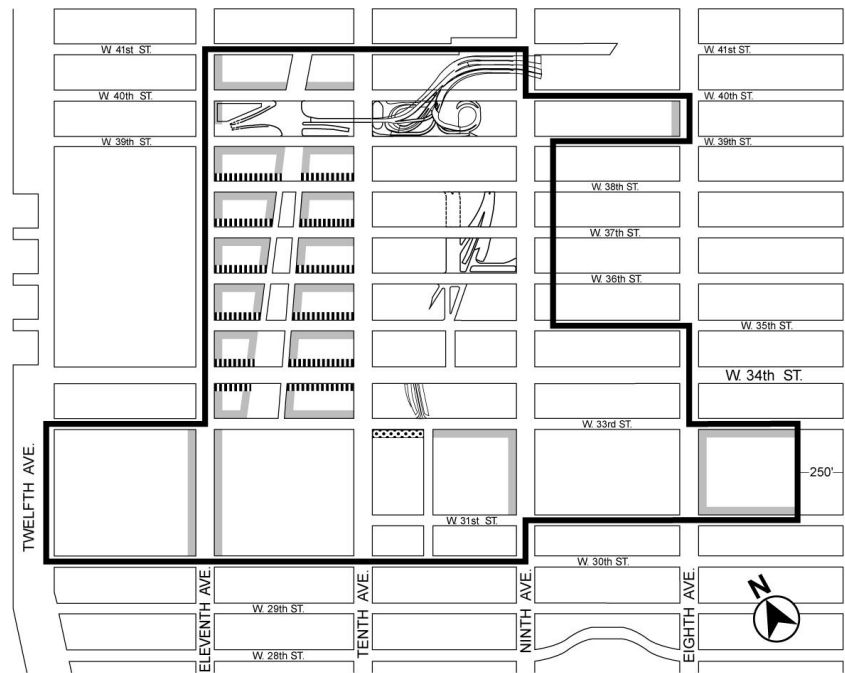 W. 41st ST.
W. 41st ST.
W. 40th ST.
W. 40th ST.
W. 39th ST.
W. 39th ST.
W. 38th ST.
W. 37th ST.
W. 36th ST.
W. 35th ST.
W. 34th ST.
W. 33rd ST.
250'
TWELFTH AVE.
W. 31st ST.
W. 30th ST.
ELEVENTH AVE.
TENTH AVE.
NINTH AVE.
EIGHTH AVE.
N
W. 29th ST.
W. 28th ST.